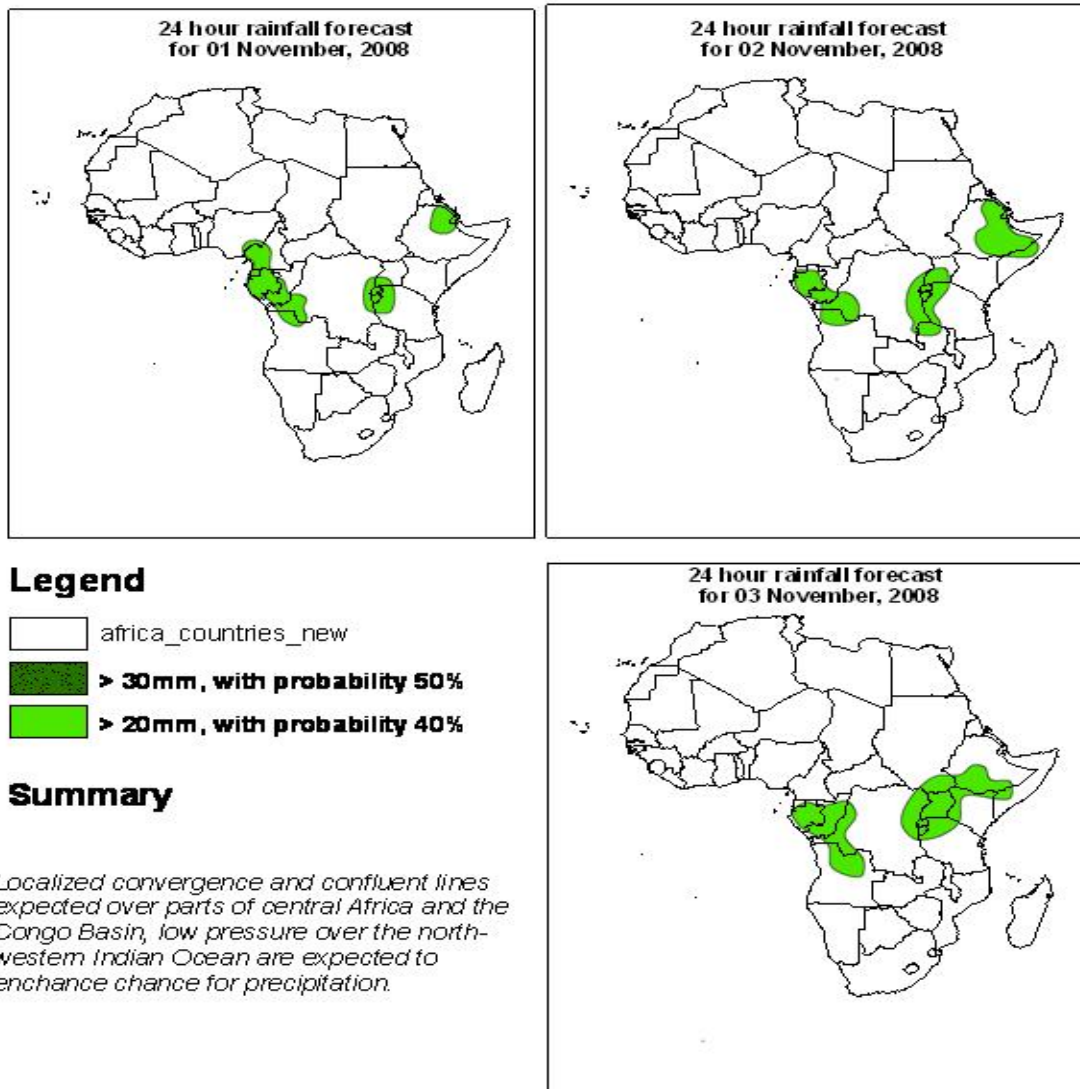 24 hour rainfall forecast
for 01 November, 2008
24 hour rainfall forecast
for 02 November, 2008
Legend
africa_countries_new
> 30mm, with probability 50%
> 20mm, with probability 40%
Summary
Localized convergence and confluent lines
expected over parts of central Africa and the
Congo Basin, low pressure over the north-
western Indian Ocean are expected to
enchance chance for precipitation.
24 hour rainfall forecast
for 03 November, 2008